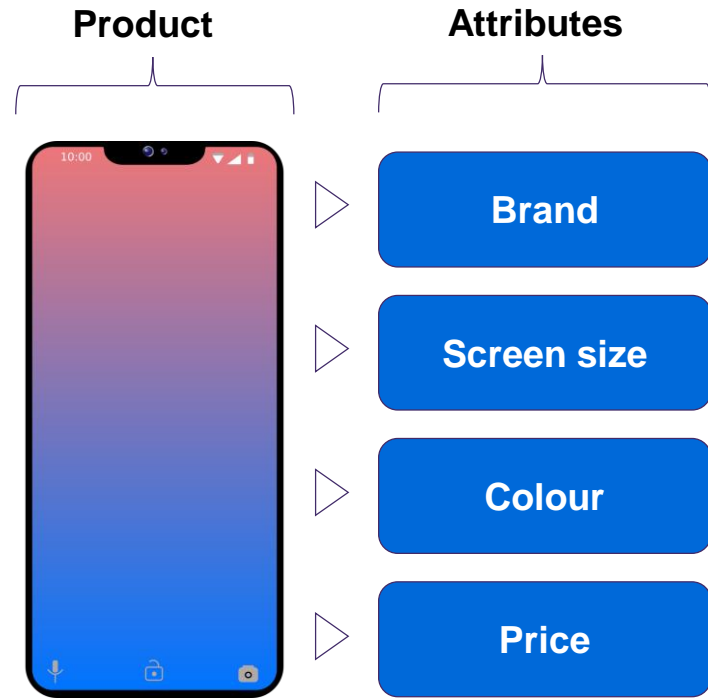 Product
Attributes
10:00
Brand
Screen size
Colour
Price